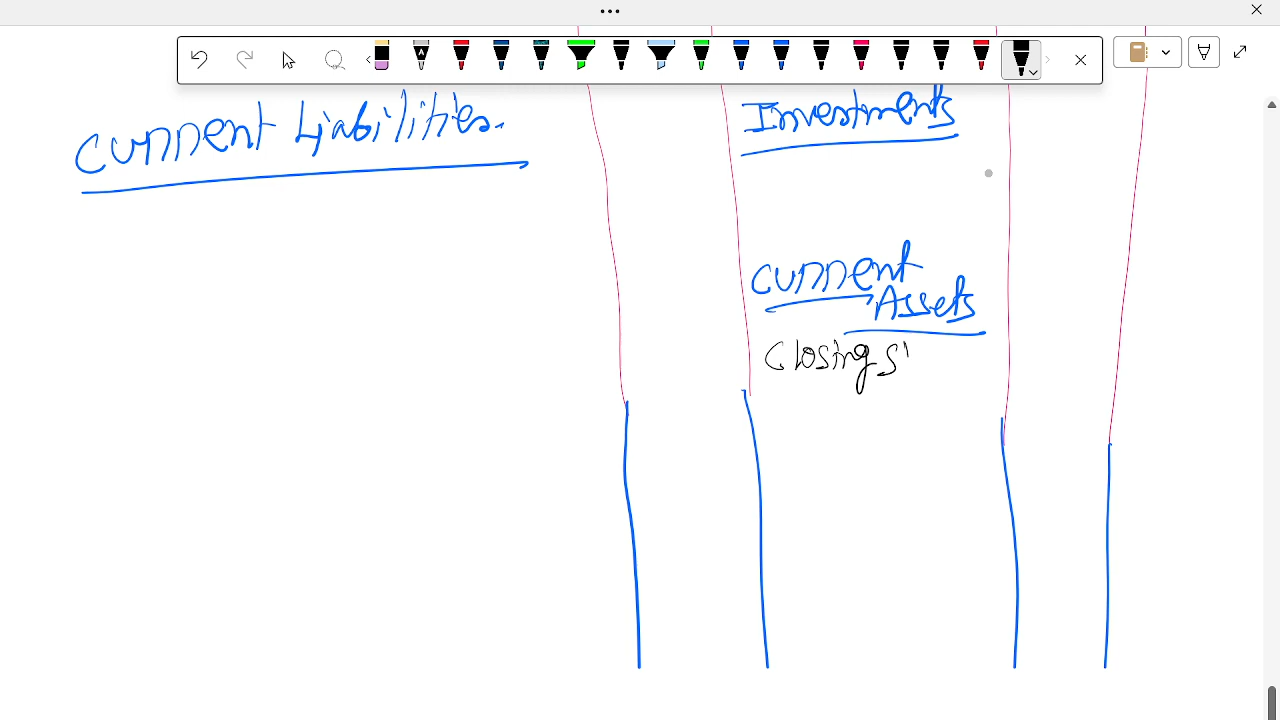 Current Liabilities.
Investments
Current
Assets
Closing s